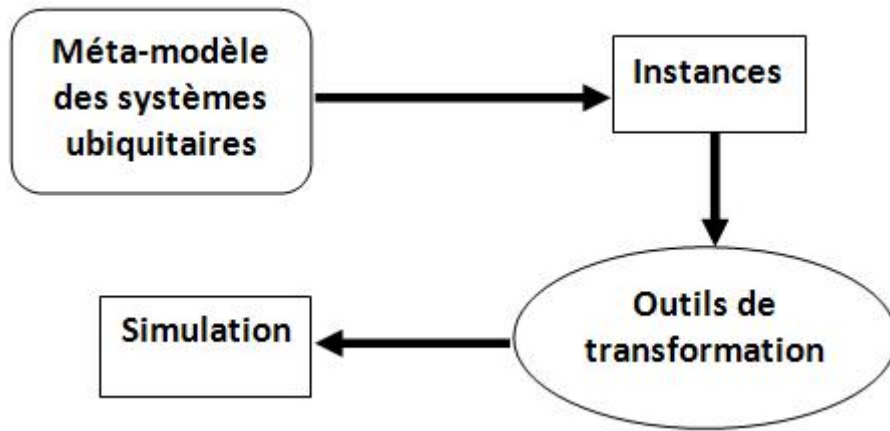 Méta-modèle
des systèmes
ubiquitaires
Instances
Outils de
transformation
Simulation